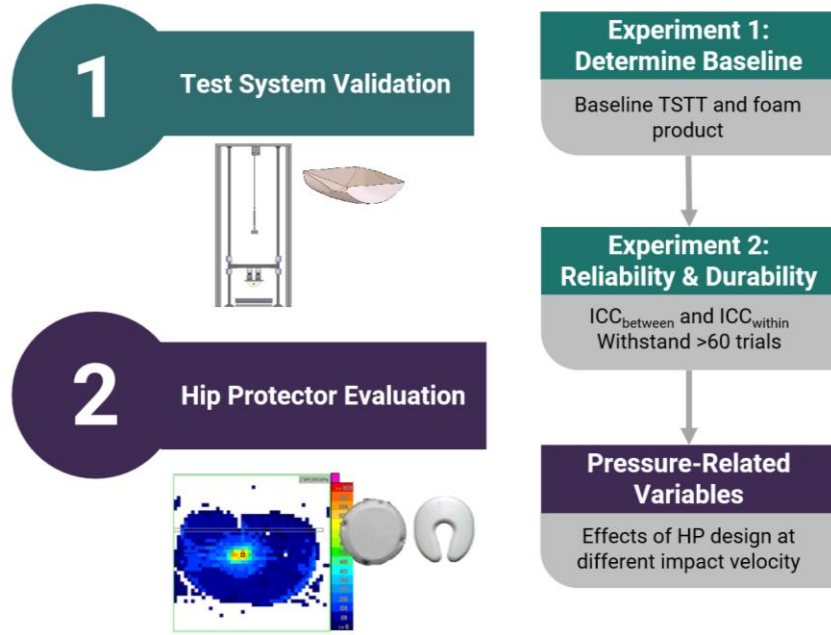 1
Test System Validation
2
Hip Protector Evaluation
Experiment 1:
Determine Baseline
Baseline TSTT and foam
product
Experiment 2:
Reliability & Durability
ICCbetween and ICCwithin
Withstand >60 trials
Pressure-Related
Variables
Effects of HP design at
different impact velocity